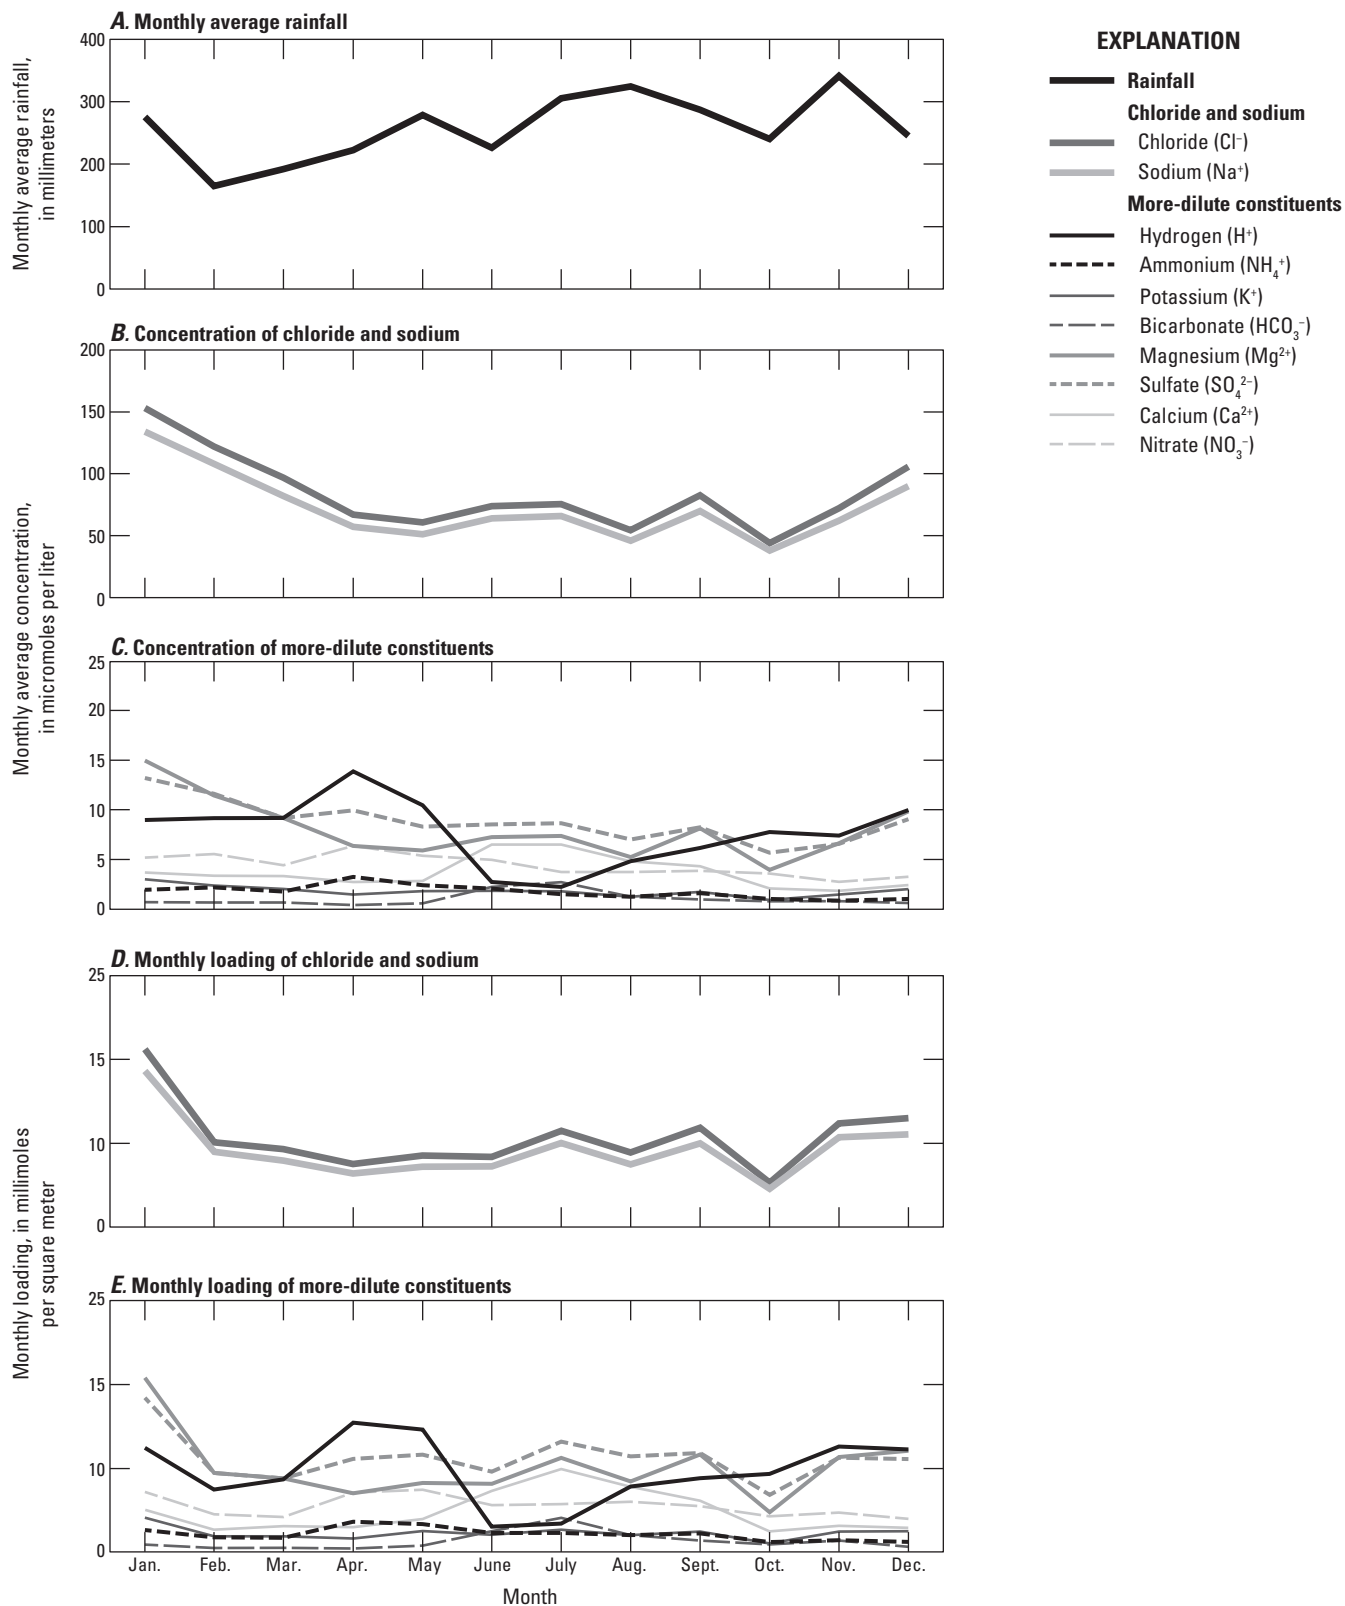 A. Monthly average rainfall
400
300
200
100
0
Monthly average rainfall,
in millimeters
B. Concentration of chloride and sodium
200
150
100
50
0
C. Concentration of more-dilute constituents
25
20
15
10
5
0
Monthly average concentration,
in micromoles per liter
D. Monthly loading of chloride and sodium
25
15
10
0
E. Monthly loading of more-dilute constituents
25
15
10
0
Monthly loading, in millimoles
per square meter
Jan. Feb. Mar. Apr. May June July Aug. Sept. Oct. Nov. Dec.
Month
EXPLANATION
Rainfall
Chloride and sodium
Chloride (Cl⁻)
Sodium (Na⁺)
More-dilute constituents
Hydrogen (H⁺)
Ammonium (NH₄⁺)
Potassium (K⁺)
Bicarbonate (HCO₃⁻)
Magnesium (Mg²⁺)
Sulfate (SO₄²⁻)
Calcium (Ca²⁺)
Nitrate (NO₃⁻)